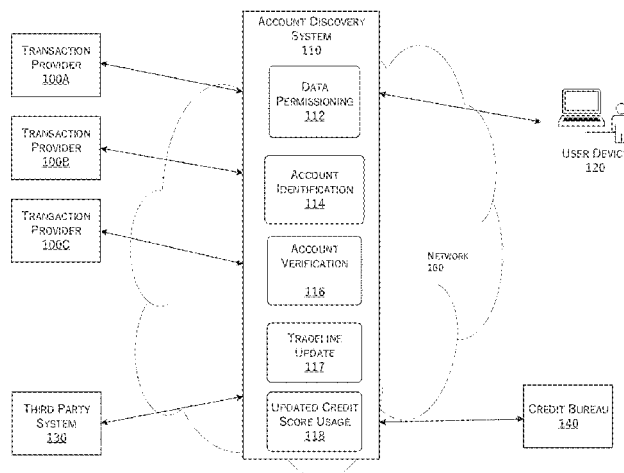 TRANSACTION
PROVIDER
100A
TRANSACTION
PROVIDER
100B
TRANSACTION
PROVIDER
100C
THIRD PARTY
SYSTEM
130
ACCOUNT DISCOVERY
SYSTEM
110
DATA
PERMISSIONING
112
ACCOUNT
IDENTIFICATION
114
ACCOUNT
VERIFICATION
116
TRADELINE
UPDATE
117
UPDATED CREDIT
SCORE USAGE
118
USER DEVICE
120
NETWORK
160
CREDIT BUREAU
140